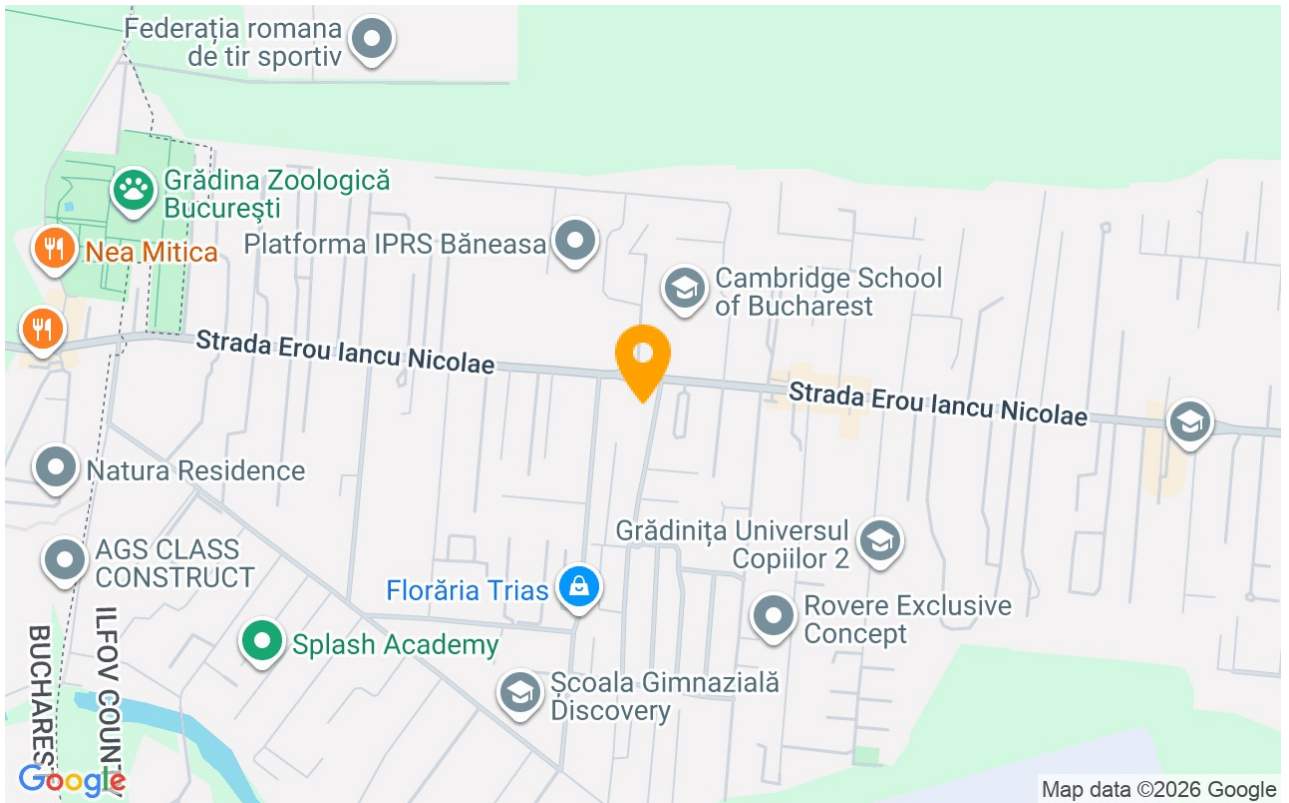 Federația romana
de tir sportiv
Grădina Zoologică
București
Nea Mitica
Platforma IPRS Băneasa
Cambridge School
of Bucharest
Strada Erou Iancu Nicolae
Strada Erou Iancu Nicolae
Natura Residence
Grădinița Universul
Copiilor 2
AGS CLASS
CONSTRUCT
Florăria Trias
Rovere Exclusive
Concept
Splash Academy
Școala Gimnazială
Discovery
ILFOV COUNTY
BUCHAREST
Google
Map data ©2026 Google